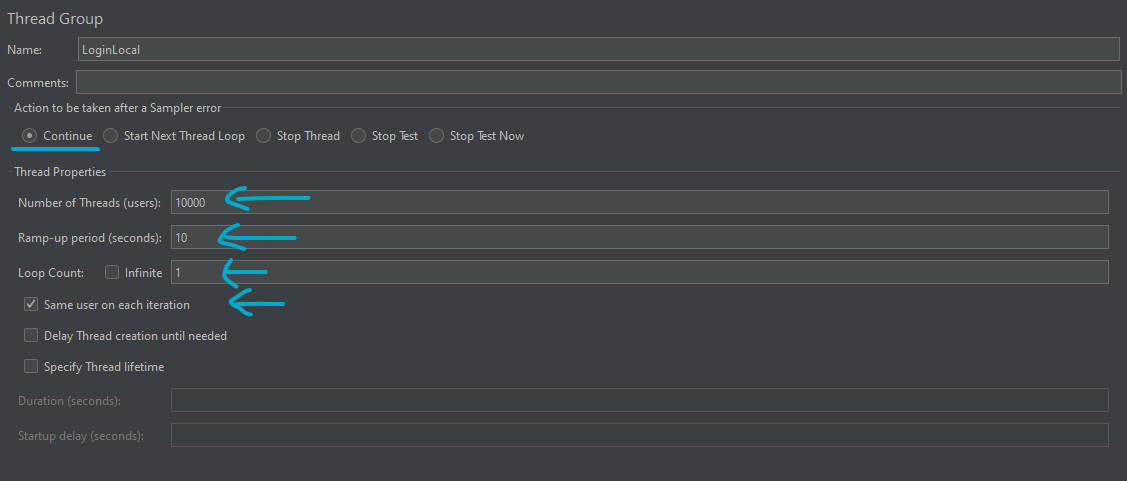 Thread Group
Name: LoginLocal
Comments:
Action to be taken after a Sampler error
Continue Start Next Thread Loop Stop Thread Stop Test Stop Test Now
Thread Properties
Number of Threads (users): 10000
Ramp-up period (seconds): 10
Loop Count: Infinite 1
Same user on each iteration
Delay Thread creation until needed
Specify Thread lifetime
Duration (seconds):
Startup delay (seconds):